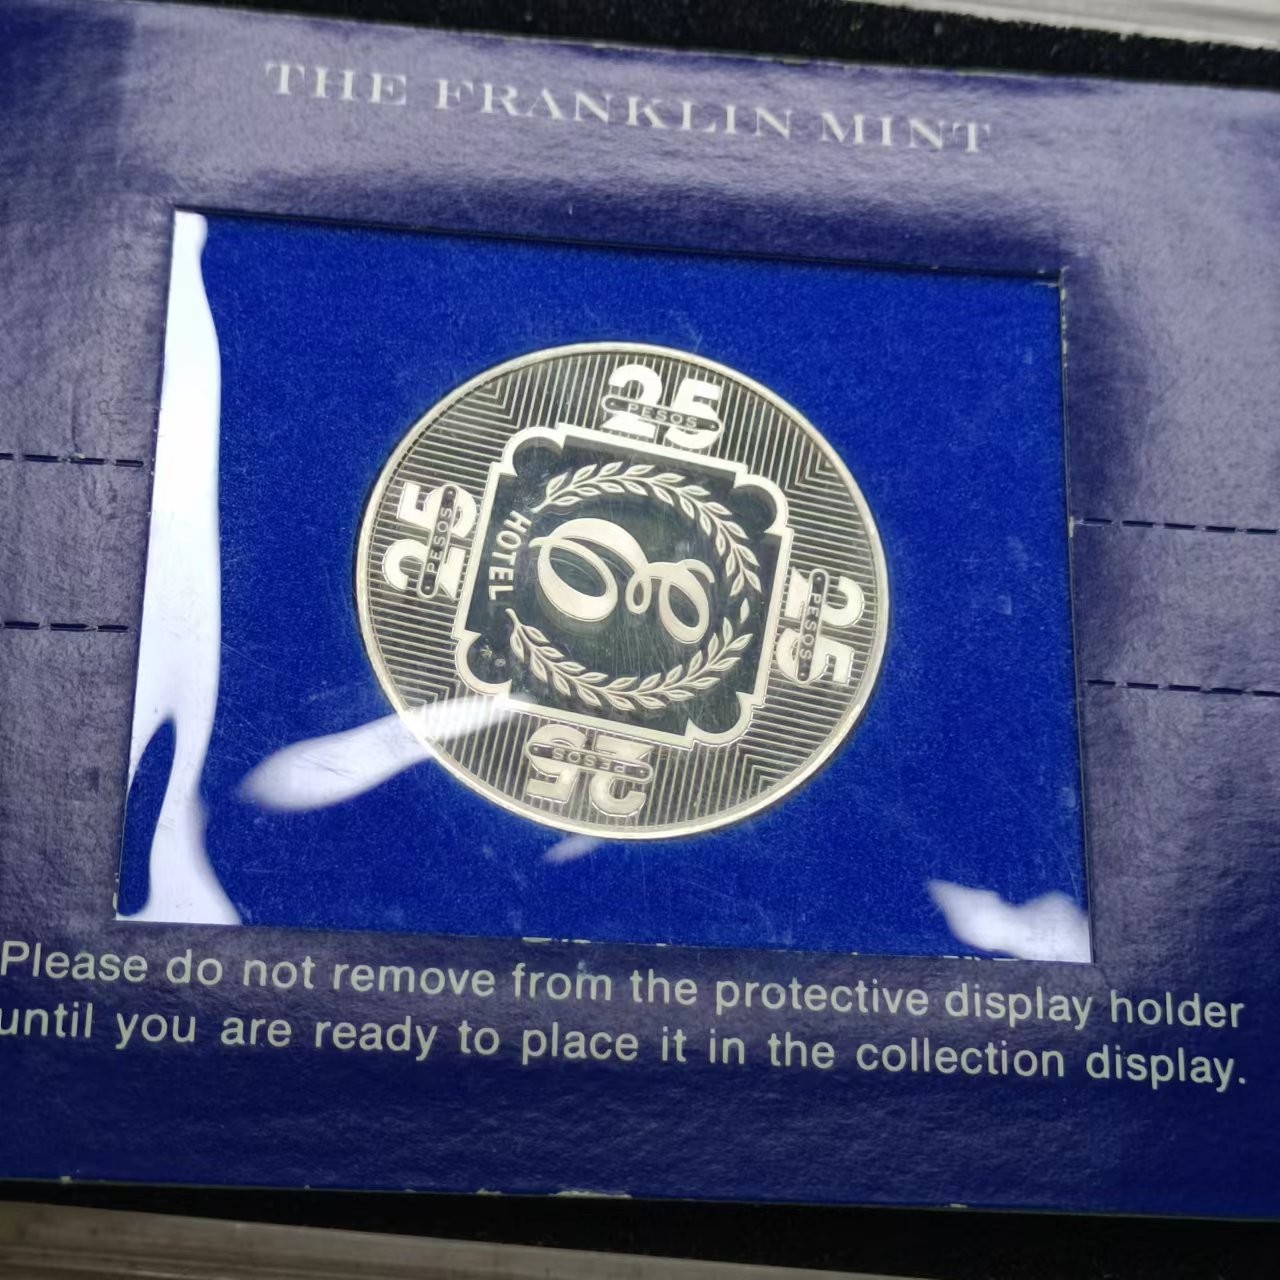 THE FRANKLIN MINT
25
PESOS
25
PESOS
HOTEL
E
25
PESOS
25
PESOS
Please do not remove from the protective display holder
until you are ready to place it in the collection display.